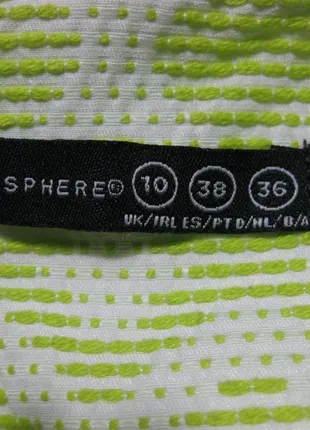 SPHERE® 10 38 36
UK/IRL ES/PT D/NL/B/A